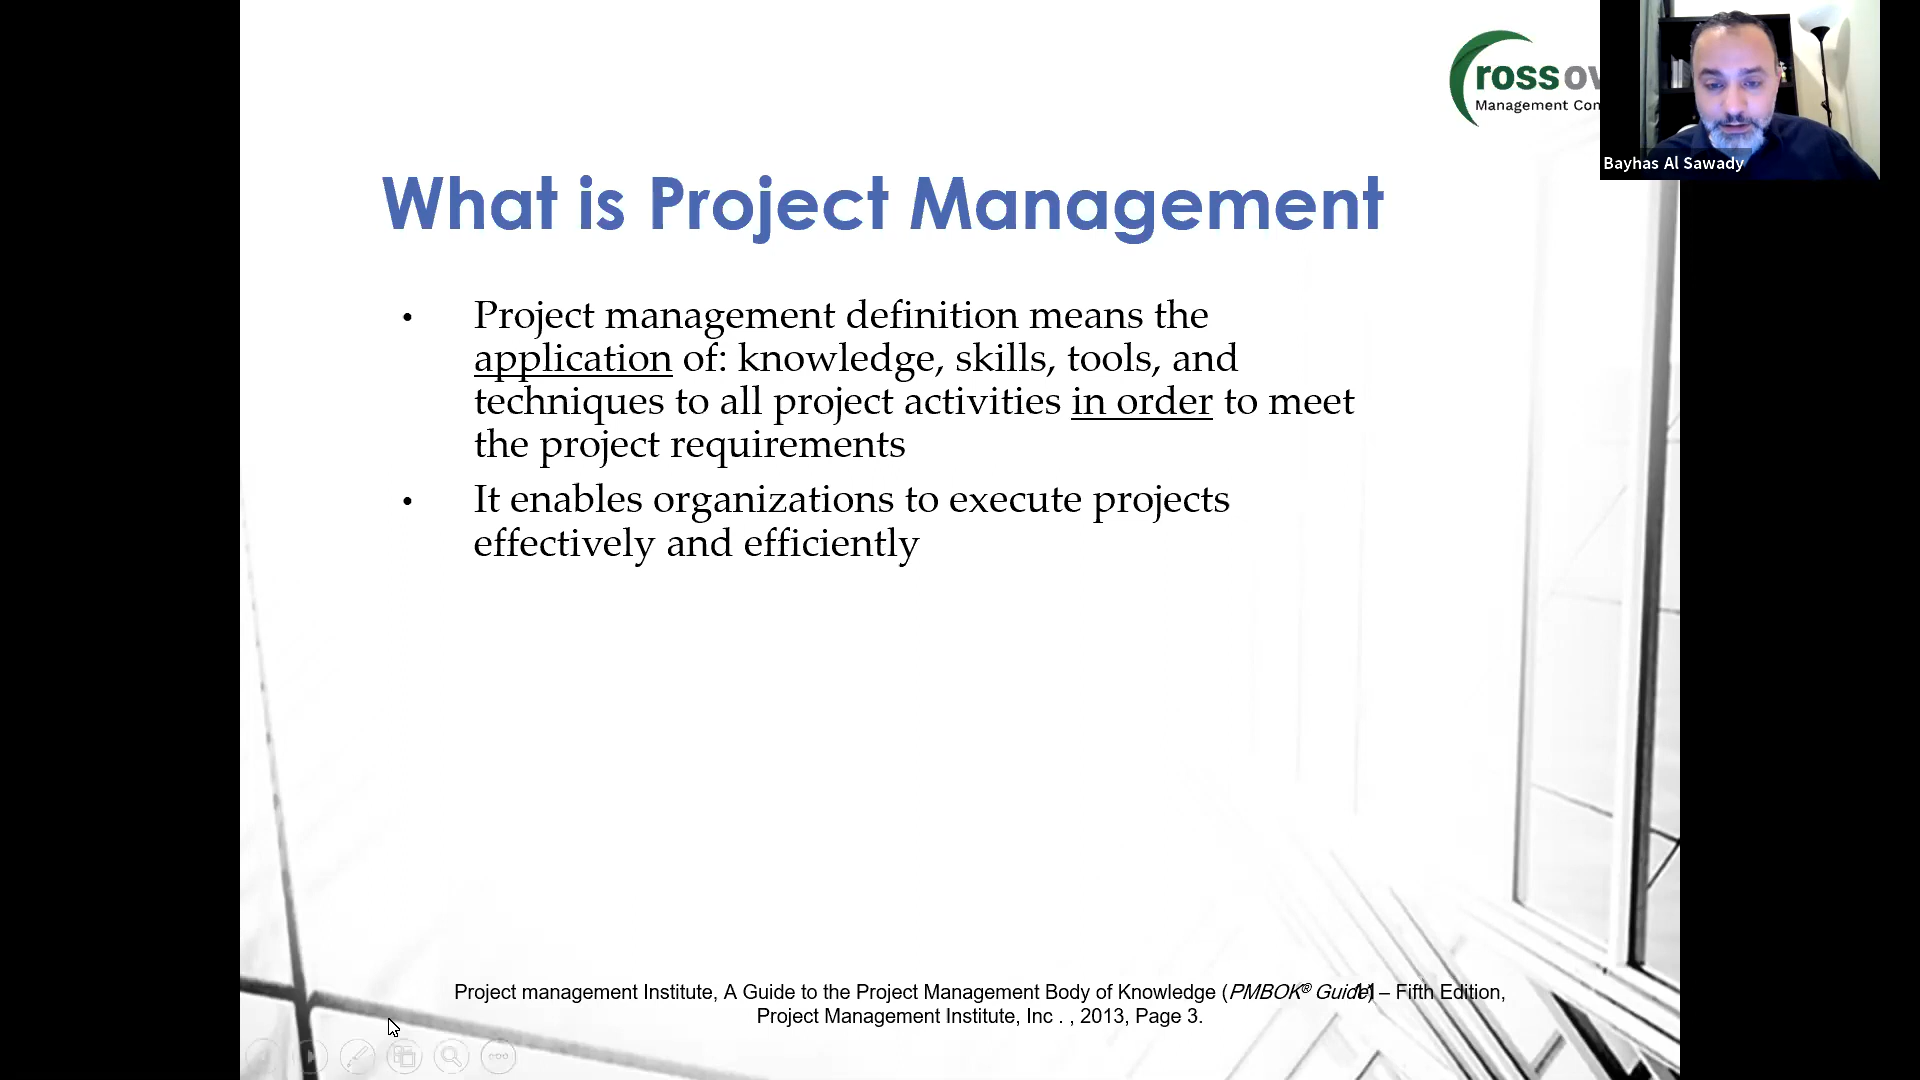 ross ov
Management Con
Bayhas Al Sawady
What is Project Management
• Project management definition means the
application of: knowledge, skills, tools, and
techniques to all project activities in order to meet
the project requirements
• It enables organizations to execute projects
effectively and efficiently
Project management Institute, A Guide to the Project Management Body of Knowledge (PMBOK® Guide) – Fifth Edition,
Project Management Institute, Inc . , 2013, Page 3.